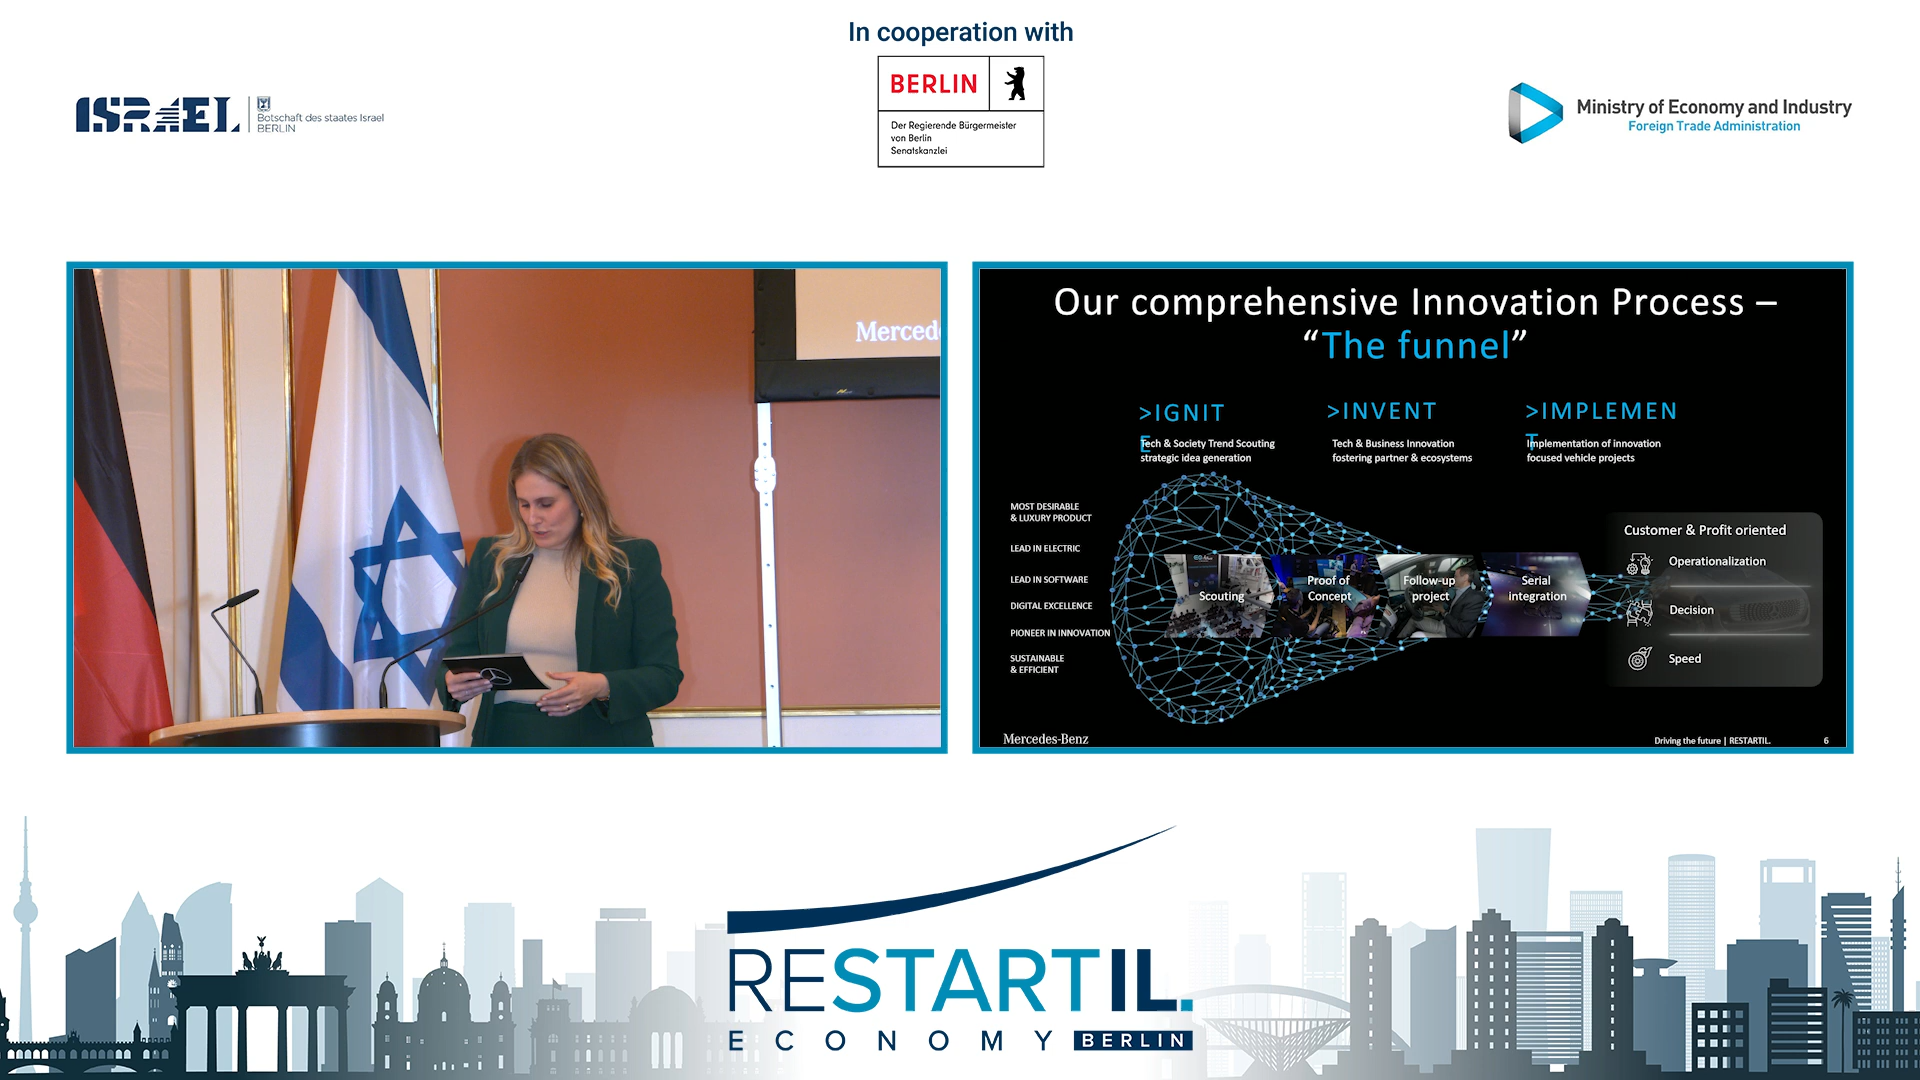 In cooperation with
BERLIN
Der Regierende Bürgermeister
von Berlin
Senatskanzlei
ISRAEL
Botschaft des staates Israel
BERLIN
Ministry of Economy and Industry
Foreign Trade Administration
Merced
Our comprehensive Innovation Process –
“The funnel”
>IGNIT
E
Tech & Society Trend Scouting
strategic idea generation
>INVENT
Tech & Business Innovation
fostering partner & ecosystems
>IMPLEMEN
T
Implementation of innovation
focused vehicle projects
MOST DESIRABLE
& LUXURY PRODUCT
LEAD IN ELECTRIC
LEAD IN SOFTWARE
DIGITAL EXCELLENCE
PIONEER IN INNOVATION
SUSTAINABLE
& EFFICIENT
Scouting
Proof of
Concept
Follow-up
project
Serial
integration
Customer & Profit oriented
Operationalization
Decision
Speed
Mercedes-Benz
Driving the future | RESTARTIL.
6
RESTARTIL.
ECONOMY BERLIN